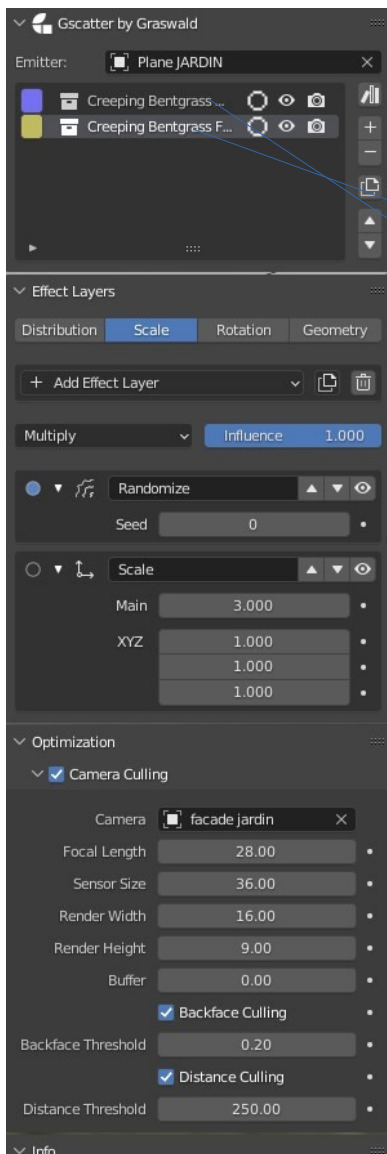 Gscatter by Graswald
Emitter: Plane JARDIN
Creeping Bentgrass ...
Creeping Bentgrass F...
Effect Layers
Distribution Scale Rotation Geometry
+ Add Effect Layer
Multiply Influence 1.000
Randomize
Seed 0
Scale
Main 3.000
XYZ 1.000
1.000
1.000
Optimization
Camera Culling
Camera facade jardin
Focal Length 28.00
Sensor Size 36.00
Render Width 16.00
Render Height 9.00
Buffer 0.00
Backface Culling
Backface Threshold 0.20
Distance Culling
Distance Threshold 250.00
Info